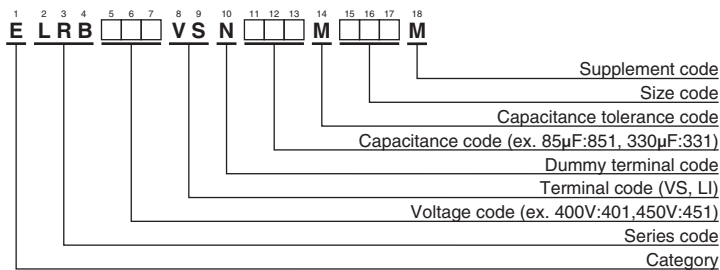 1 2 3 4 5 6 7 8 9 10 11 12 13 14 15 16 17 18
E L R B V S N M M
Supplement code
Size code
Capacitance tolerance code
Capacitance code (ex. 85µF:851, 330µF:331)
Dummy terminal code
Terminal code (VS, LI)
Voltage code (ex. 400V:401,450V:451)
Series code
Category